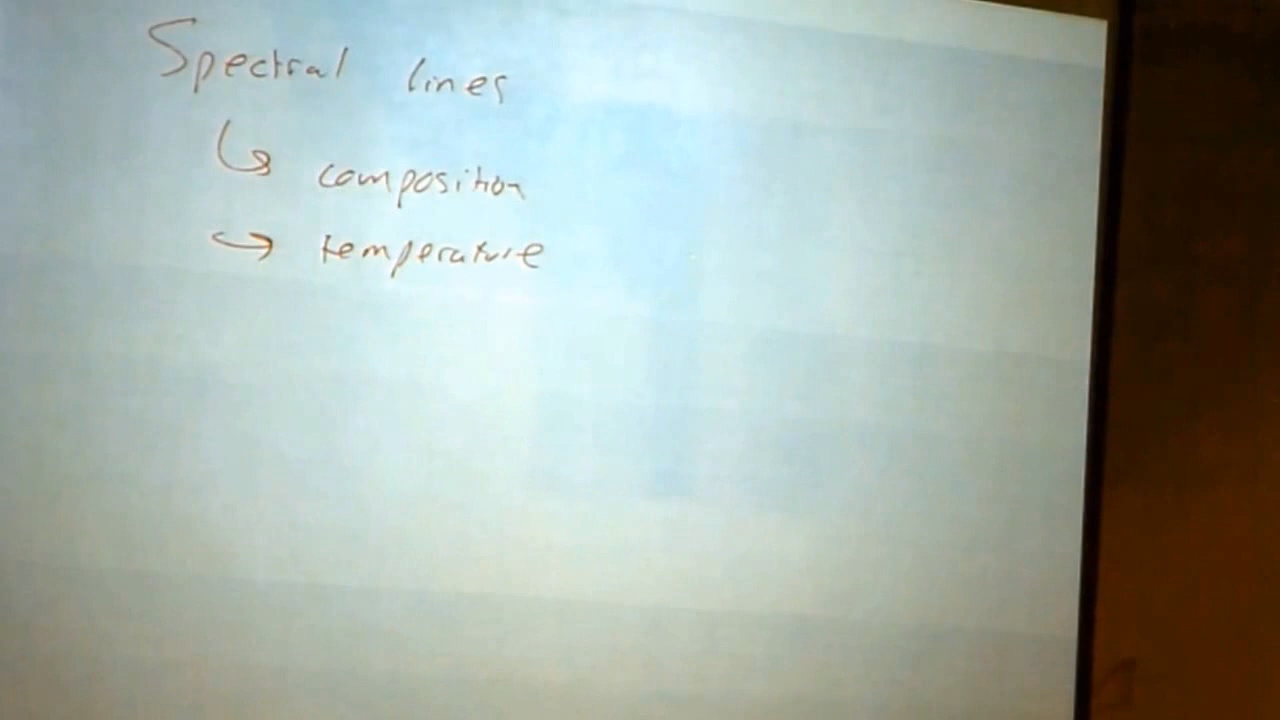 Spectral lines
↳ composition
↪ temperature